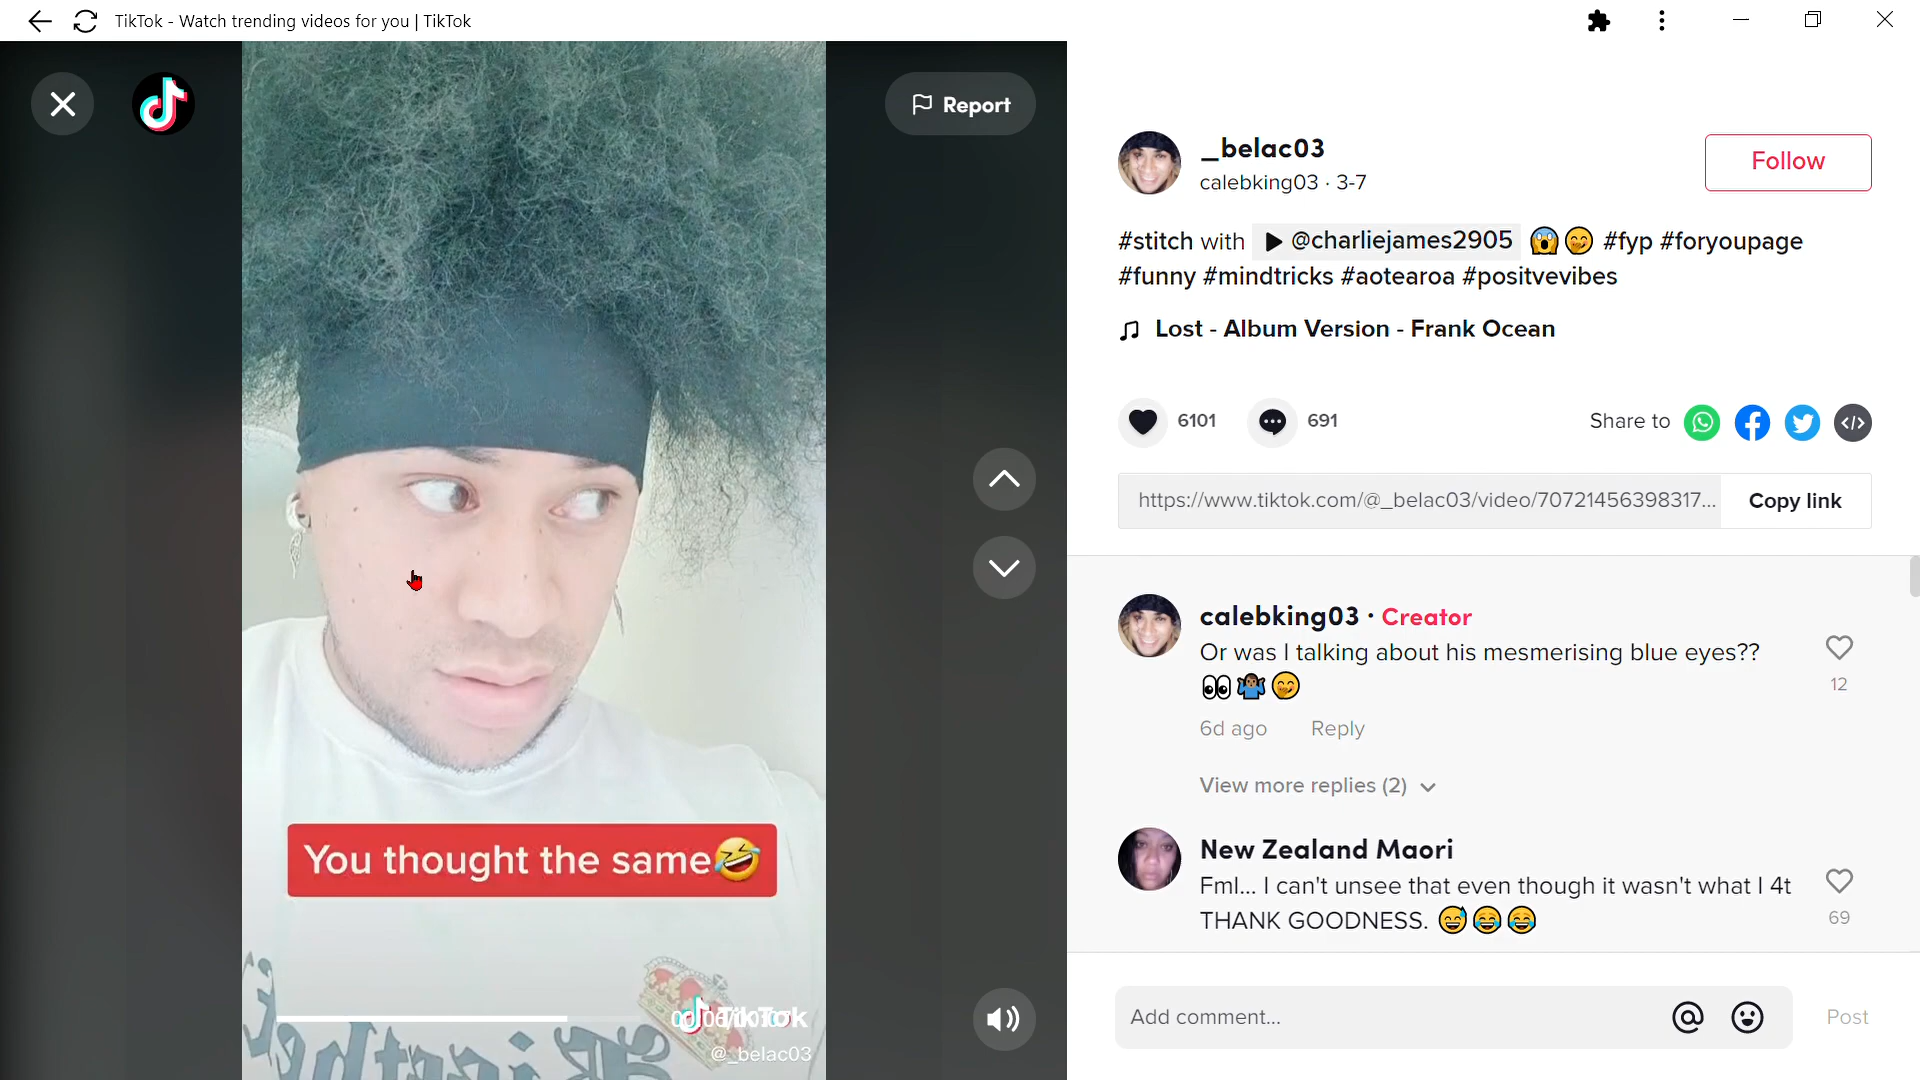 TikTok - Watch trending videos for you | TikTok
Report
_belac03
calebking03 · 3-7
Follow
#stitch with @charliejames2905 😱🤭 #fyp #foryoupage
#funny #mindtricks #aotearoa #positvevibes
Lost - Album Version - Frank Ocean
6101
691
Share to
https://www.tiktok.com/@_belac03/video/70721456398317...
Copy link
calebking03 · Creator
Or was I talking about his mesmerising blue eyes??
👀🤷🏾‍♂️🤭
12
6d ago
Reply
View more replies (2)
New Zealand Maori
Fml... I can't unsee that even though it wasn't what I 4t
THANK GOODNESS. 😅😂😂
69
Add comment...
Post
You thought the same🤣
TikTok
@_belac03